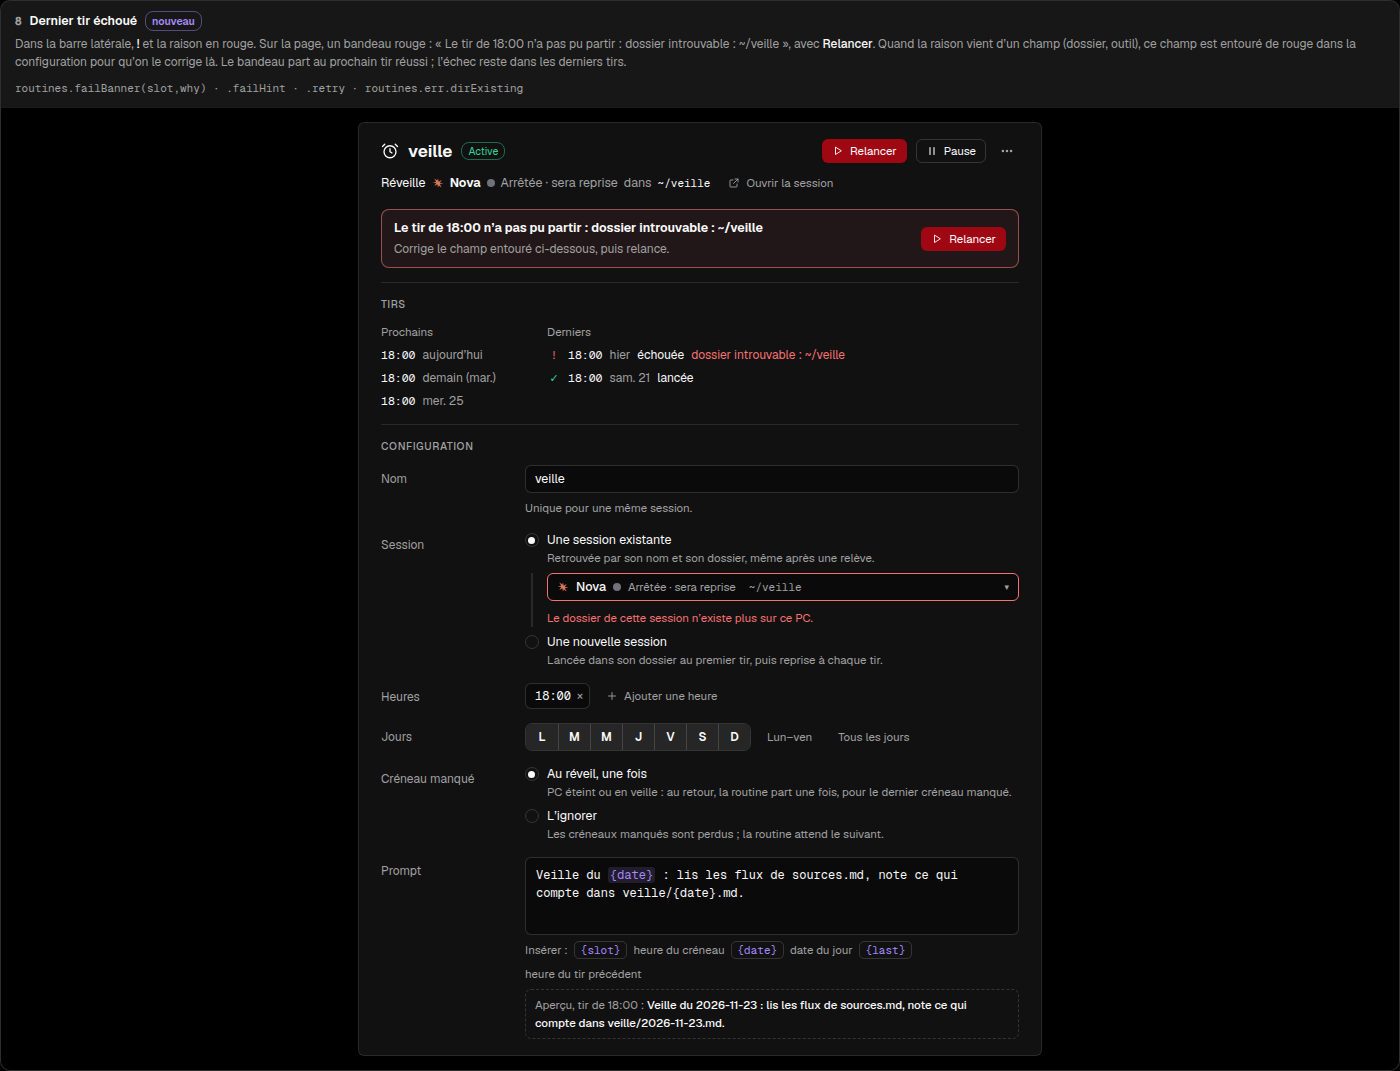 8 Dernier tir échoué nouveau
Dans la barre latérale, ! et la raison en rouge. Sur la page, un bandeau rouge : « Le tir de 18:00 n'a pas pu partir : dossier introuvable : ~/veille », avec Relancer. Quand la raison vient d'un champ (dossier, outil), ce champ est entouré de rouge dans la
configuration pour qu'on le corrige là. Le bandeau part au prochain tir réussi ; l'échec reste dans les derniers tirs.
routines.failBanner(slot,why) · .failHint · .retry · routines.err.dirExisting
veille Active Relancer Pause ···
Réveille Nova Arrêtée · sera reprise dans ~/veille Ouvrir la session
Le tir de 18:00 n'a pas pu partir : dossier introuvable : ~/veille
Corrige le champ entouré ci-dessous, puis relance.
Relancer
TIRS
Prochains Derniers
18:00 aujourd'hui ! 18:00 hier échouée dossier introuvable : ~/veille
18:00 demain (mar.) ✓ 18:00 sam. 21 lancée
18:00 mer. 25
CONFIGURATION
Nom veille
Unique pour une même session.
Session Une session existante
Retrouvée par son nom et son dossier, même après une relève.
Nova Arrêtée · sera reprise ~/veille ▾
Le dossier de cette session n'existe plus sur ce PC.
Une nouvelle session
Lancée dans son dossier au premier tir, puis reprise à chaque tir.
Heures 18:00 × + Ajouter une heure
Jours L M M J V S D Lun–ven Tous les jours
Créneau manqué Au réveil, une fois
PC éteint ou en veille : au retour, la routine part une fois, pour le dernier créneau manqué.
L'ignorer
Les créneaux manqués sont perdus ; la routine attend le suivant.
Prompt Veille du {date} : lis les flux de sources.md, note ce qui
compte dans veille/{date}.md.
Insérer : {slot} heure du créneau {date} date du jour {last}
heure du tir précédent
Aperçu, tir de 18:00 : Veille du 2026-11-23 : lis les flux de sources.md, note ce qui
compte dans veille/2026-11-23.md.